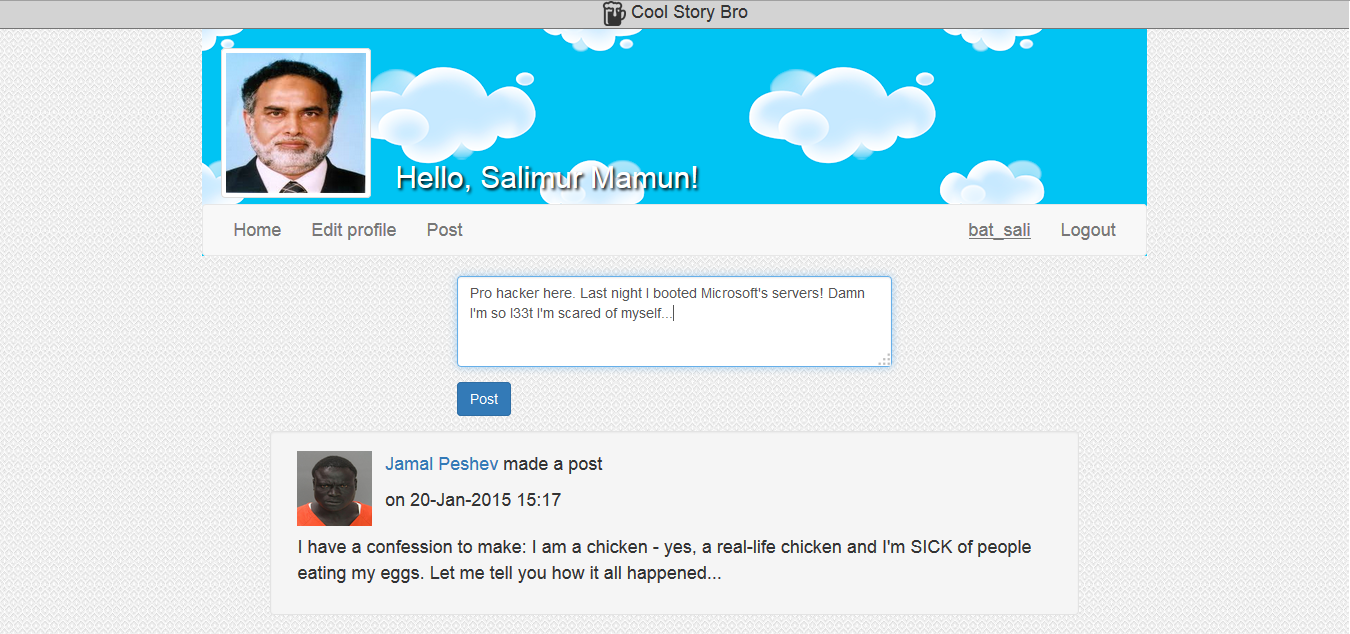 Cool Story Bro
Hello, Salimur Mamun!
Home Edit profile Post bat_sali Logout
Pro hacker here. Last night I booted Microsoft's servers! Damn
I'm so l33t I'm scared of myself...
Post
Jamal Peshev made a post
on 20-Jan-2015 15:17
I have a confession to make: I am a chicken - yes, a real-life chicken and I'm SICK of people
eating my eggs. Let me tell you how it all happened...